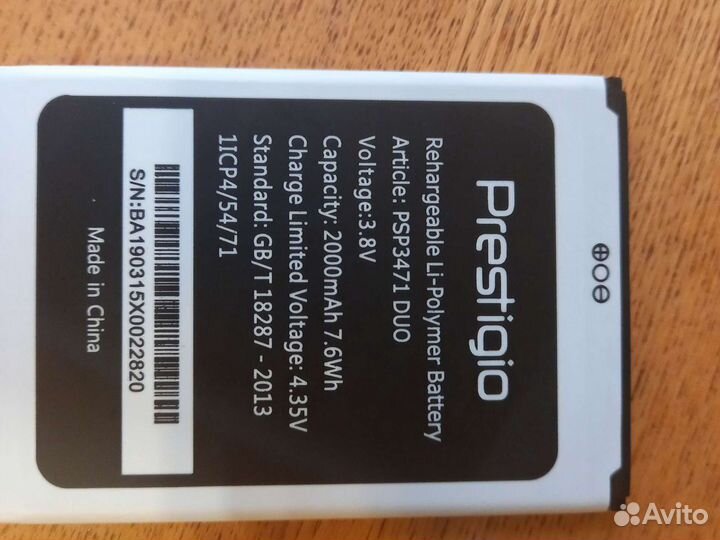 Prestigio
Rehargeable Li-Polymer Battery
Article: PSP3471 DUO
Voltage:3.8V
Capacity: 2000mAh 7.6Wh
Charge Limited Voltage: 4.35V
Standard: GB/T 18287 - 2013
1ICP4/54/71
S/N:BA190315X0022820
Made in China
Avito